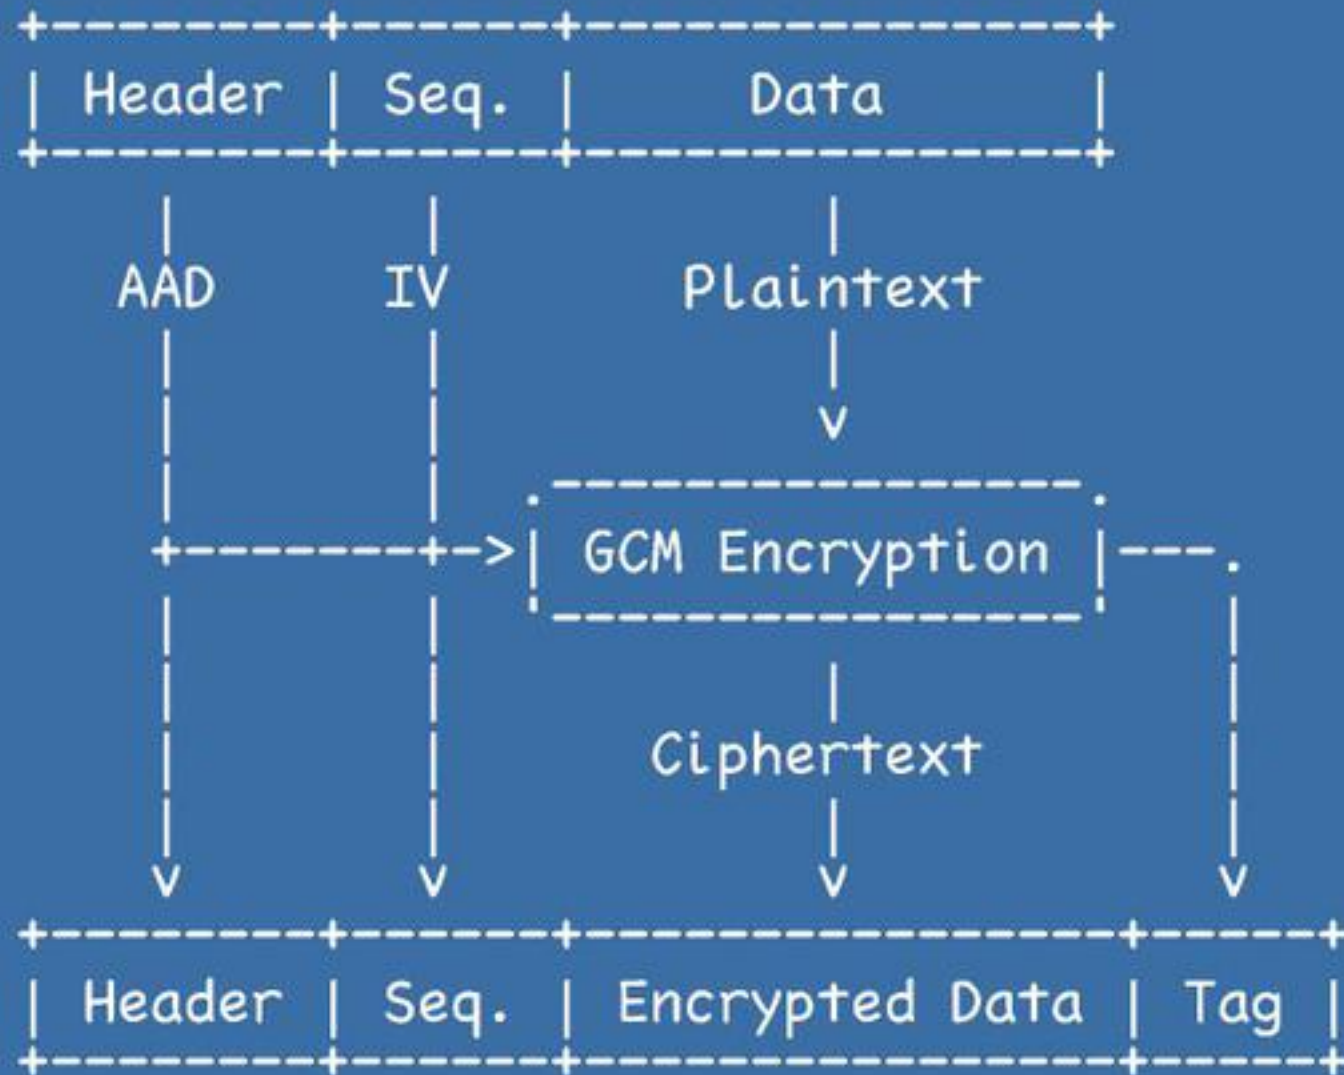 Header Seq. Data
AAD IV Plaintext
GCM Encryption
Ciphertext
Header Seq. Encrypted Data Tag